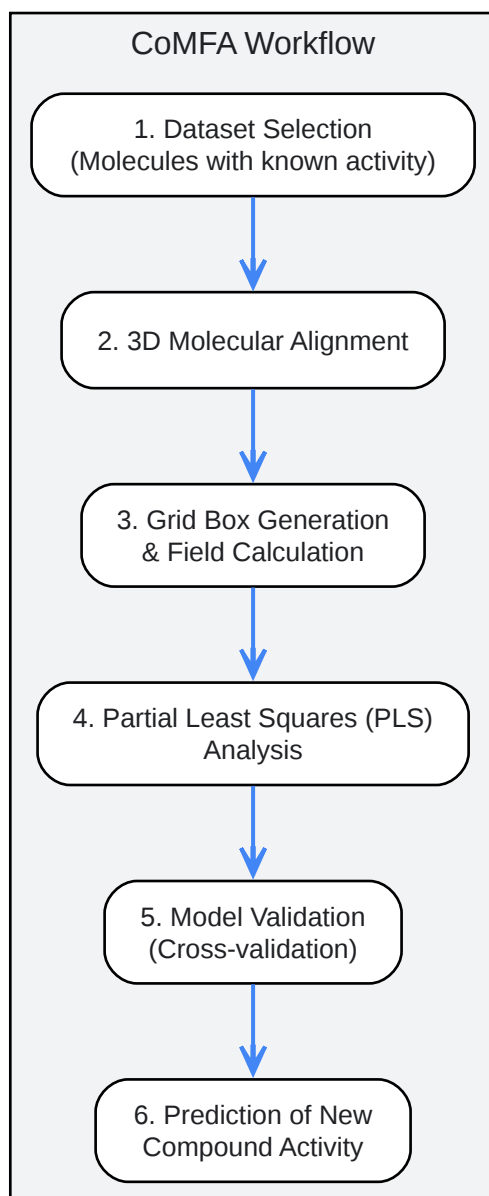 CoMFA Workflow
1. Dataset Selection
(Molecules with known activity)
2. 3D Molecular Alignment
3. Grid Box Generation
& Field Calculation
4. Partial Least Squares (PLS)
Analysis
5. Model Validation
(Cross-validation)
6. Prediction of New
Compound Activity